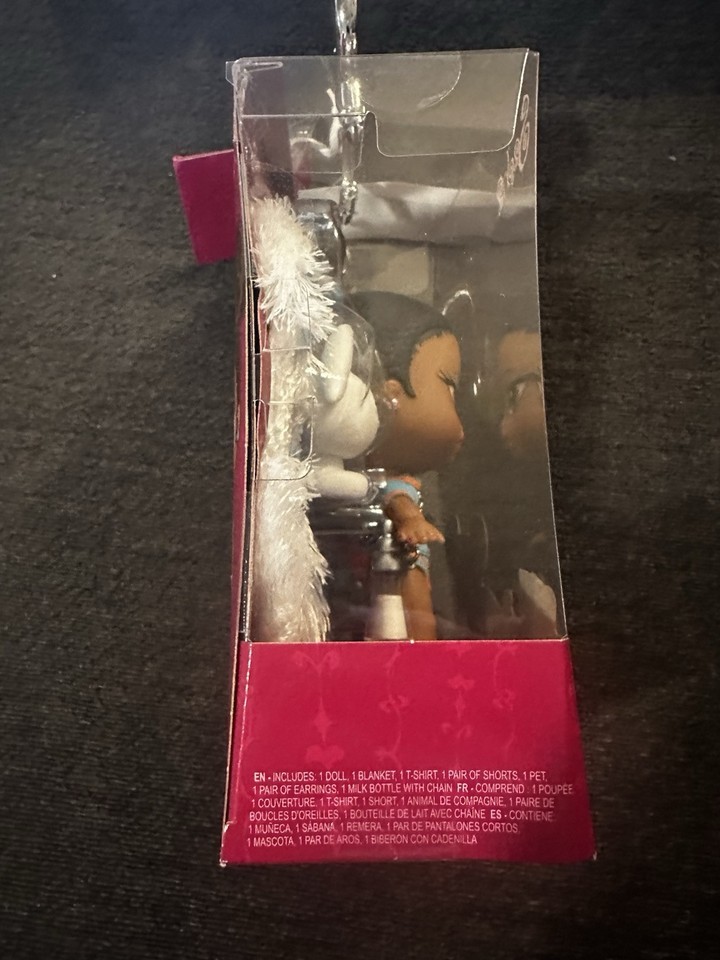 EN - INCLUDES: 1 DOLL, 1 BLANKET, 1 T-SHIRT, 1 PAIR OF SHORTS, 1 PET,
1 PAIR OF EARRINGS, 1 MILK BOTTLE WITH CHAIN FR - COMPREND : 1 POUPÉE
1 COUVERTURE, 1 T-SHIRT, 1 SHORT, 1 ANIMAL DE COMPAGNIE, 1 PAIRE DE
BOUCLES D'OREILLES, 1 BOUTEILLE DE LAIT AVEC CHAÎNE ES - CONTIENE:
1 MUÑECA, 1 SÁBANA, 1 REMERA, 1 PAR DE PANTALONES CORTOS,
1 MASCOTA, 1 PAR DE AROS, 1 BIBERÓN CON CADENILLA